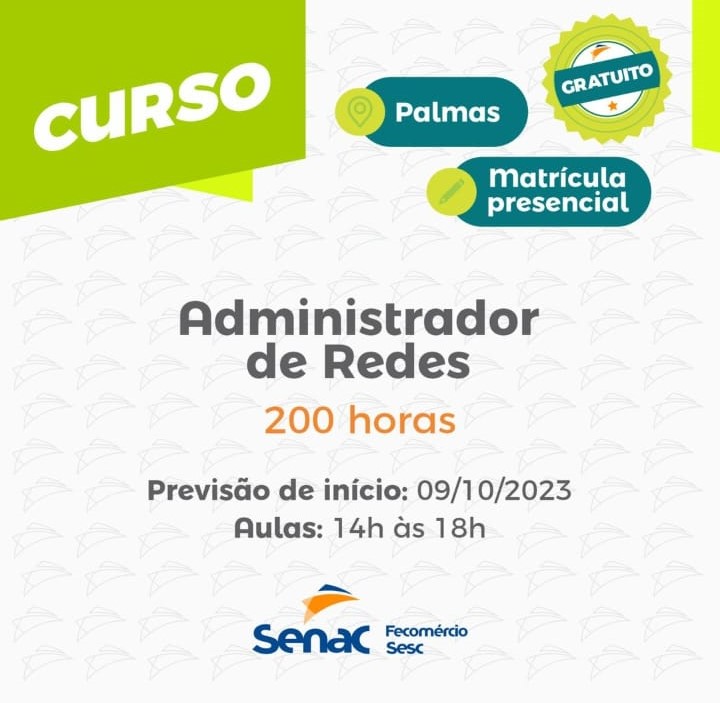 CURSO
GRATUITO
Palmas
Matrícula
presencial
Administrador
de Redes
200 horas
Previsão de início: 09/10/2023
Aulas: 14h às 18h
Senac
Fecomércio
Sesc